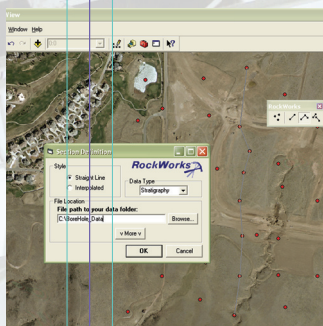 View
Window Help
RockWorks
Section Definition
Style
RockWorks
Straight Line
Interpolated
Data Type
Stratigraphy
File Location
File path to your data folder:
C:\BoreHole_Data
Browse...
v More v
OK
Cancel